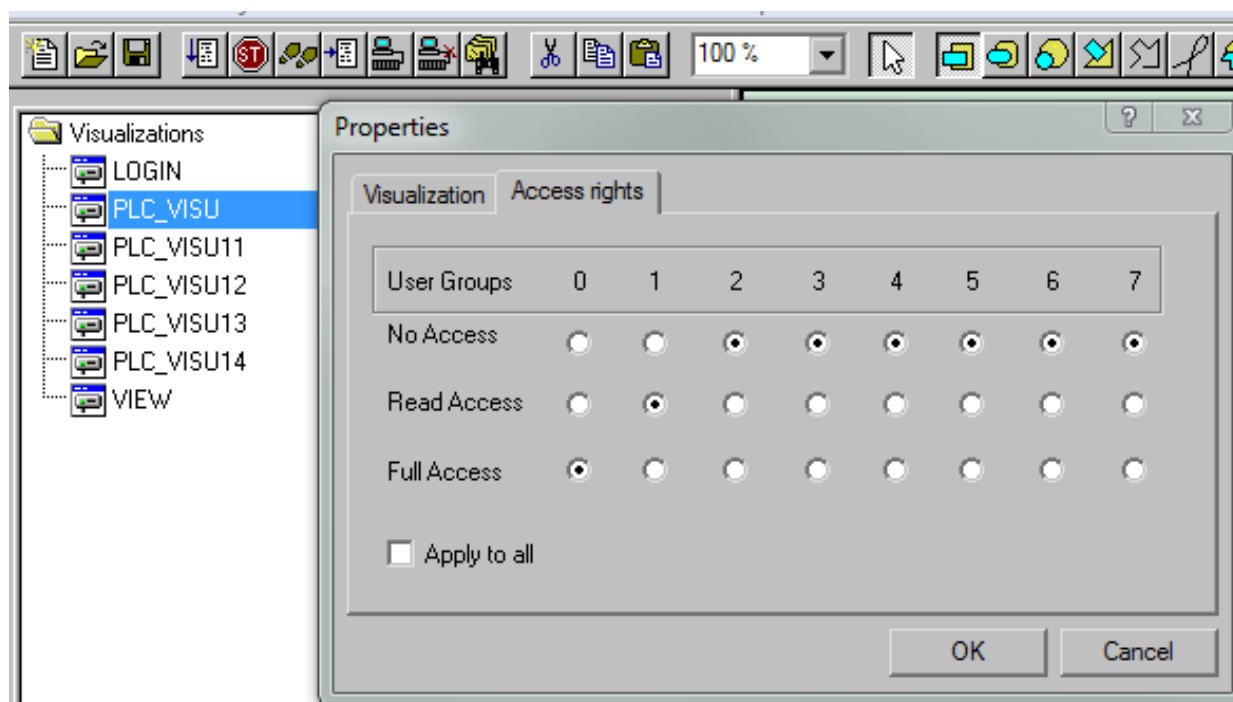 ST
100 %
Visualizations
LOGIN
PLC_VISU
PLC_VISU11
PLC_VISU12
PLC_VISU13
PLC_VISU14
VIEW
Properties
?
Visualization Access rights
User Groups 0 1 2 3 4 5 6 7
No Access
Read Access
Full Access
Apply to all
OK Cancel